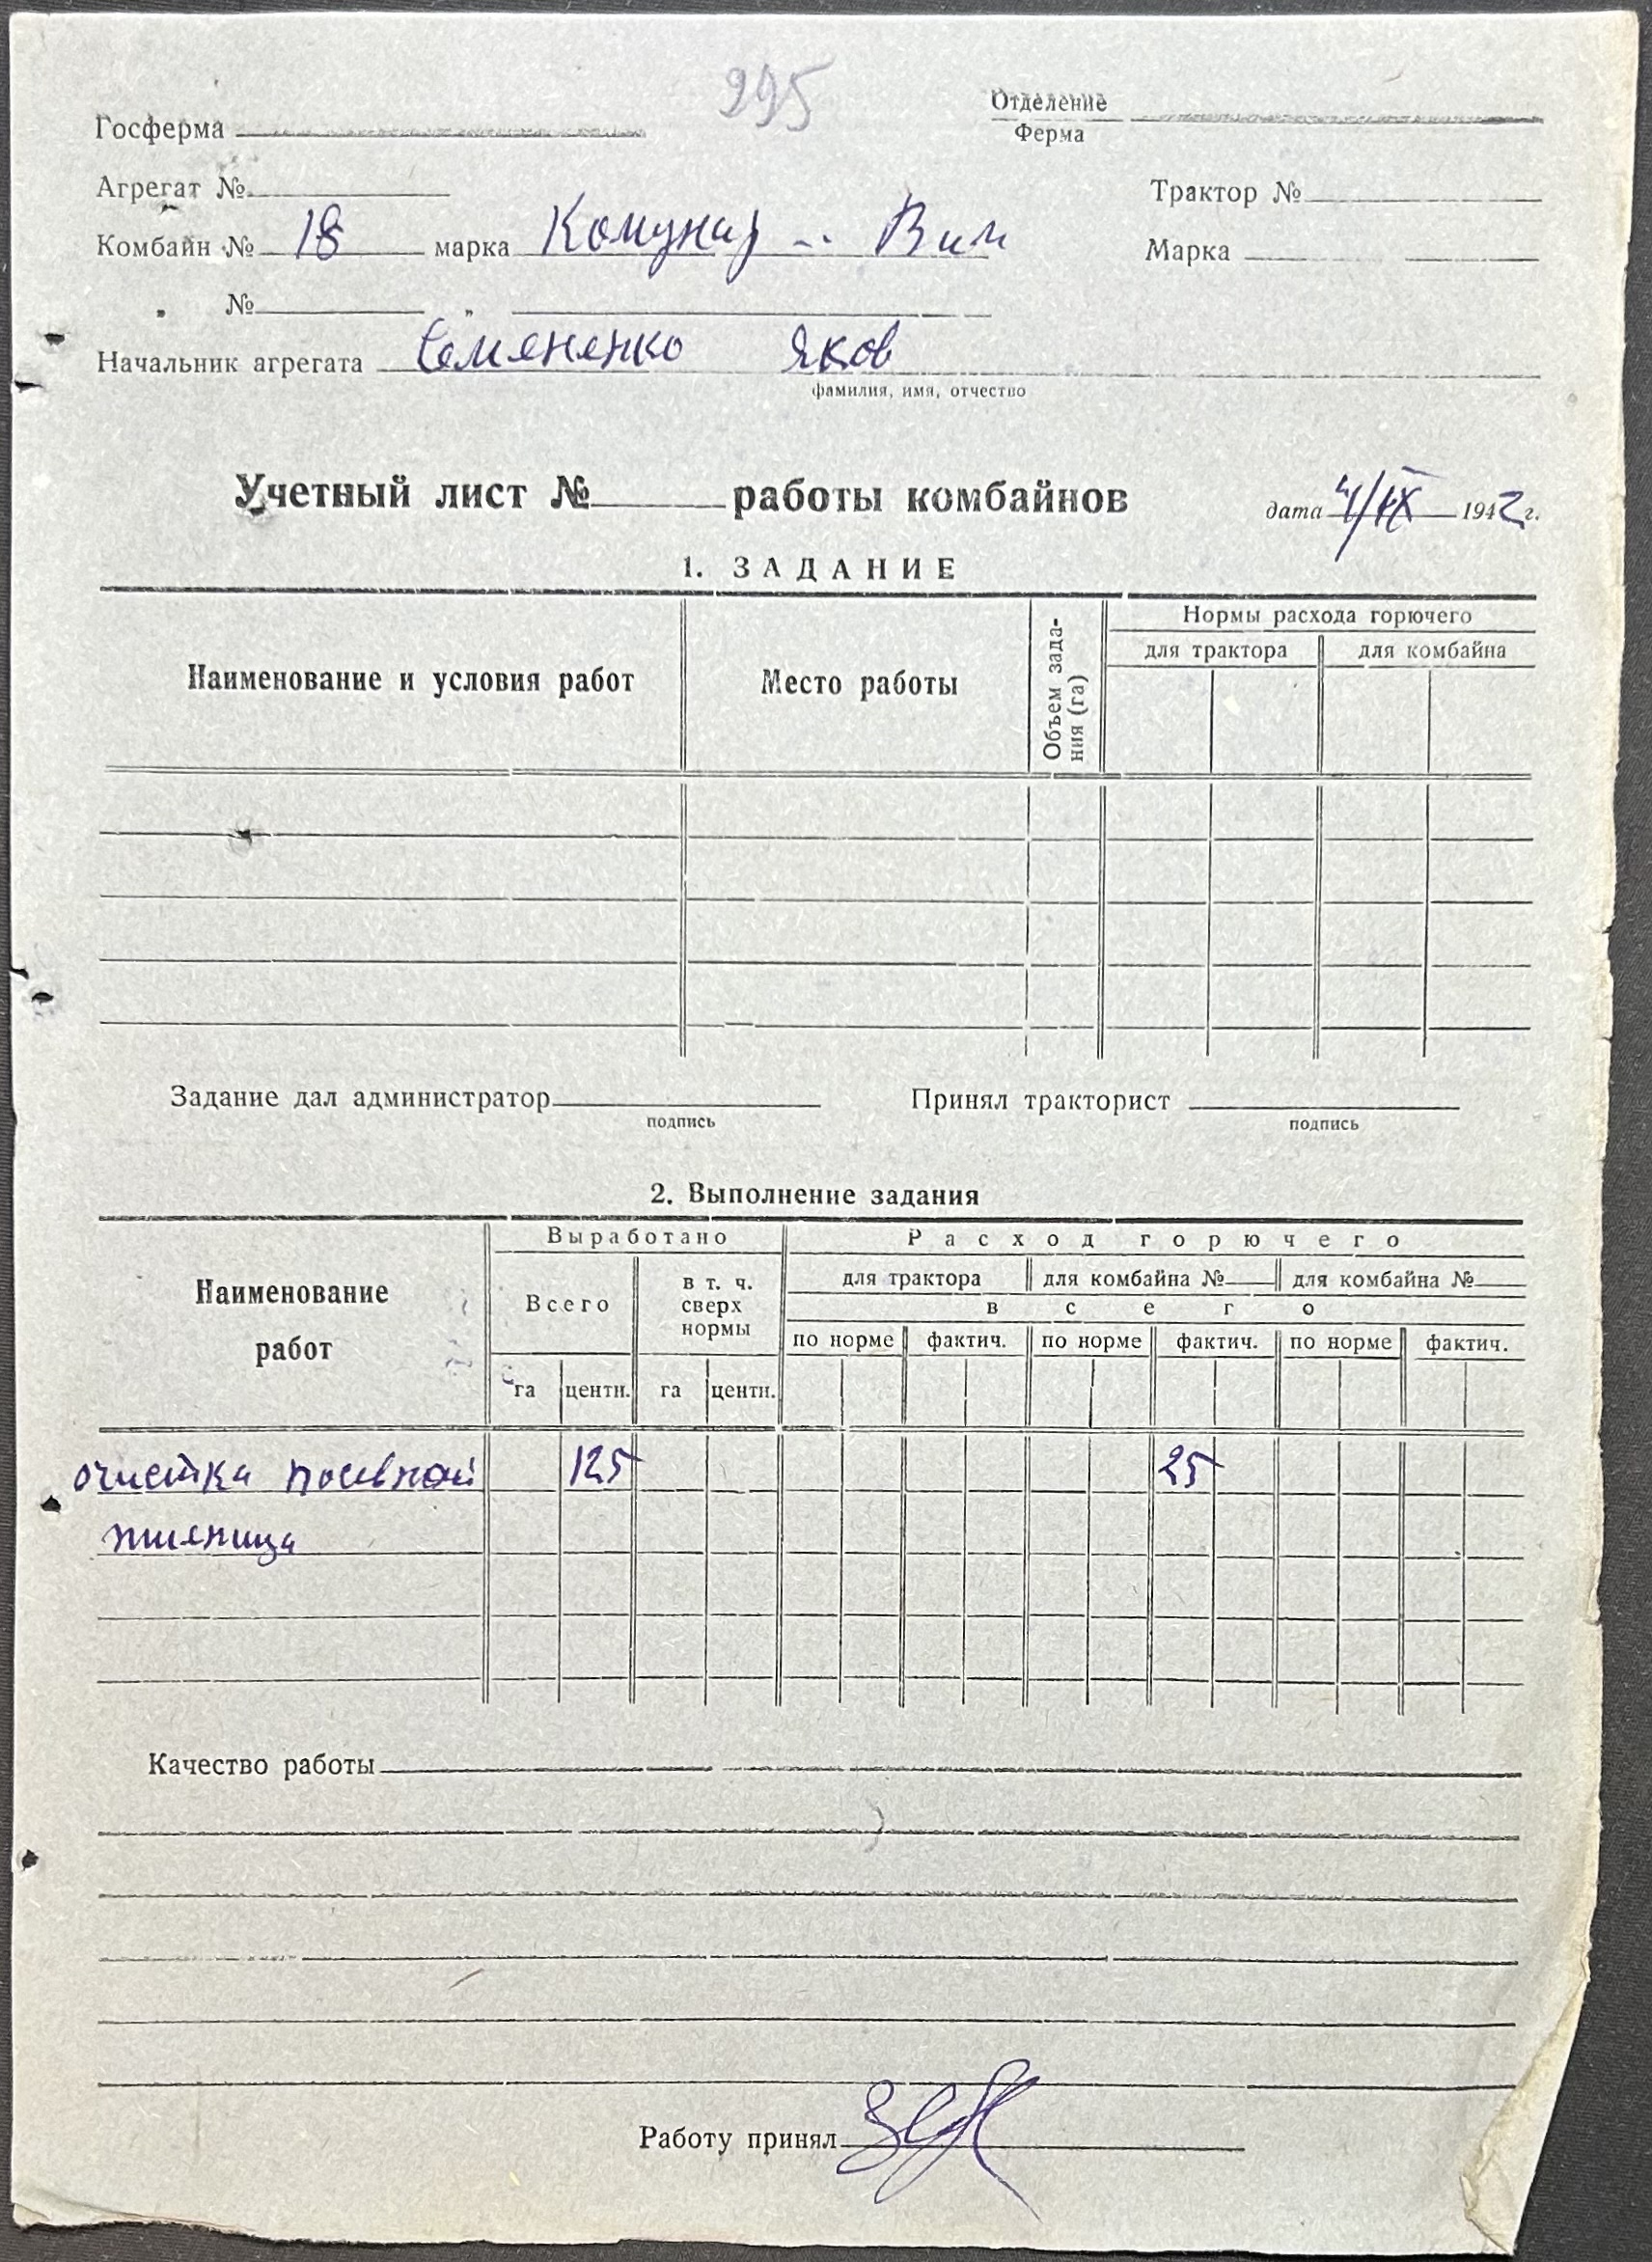 295
Госферма
Отделение
Ферма
Агрегат №
Трактор №
Комбайн № 18 марка Комунар -- Вим
Марка
„ № „
Начальник агрегата Семененко Яков
фамилия, имя, отчество
Учетный лист № работы комбайнов
дата 4/IX 1942 г.
1. ЗАДАНИЕ
Наименование и условия работ
Место работы
Объем зада-
ния (га)
Нормы расхода горючего
для трактора
для комбайна
Задание дал администратор
Принял тракторист
подпись
подпись
2. Выполнение задания
Наименование
работ
Выработано
Расход горючего
Всего
в т. ч.
сверх
нормы
для трактора
для комбайна №
для комбайна №
всего
по норме
фактич.
по норме
фактич.
по норме
фактич.
га
центн.
га
центн.
очистка посевной 125 25
пшеница
Качество работы
Работу принял